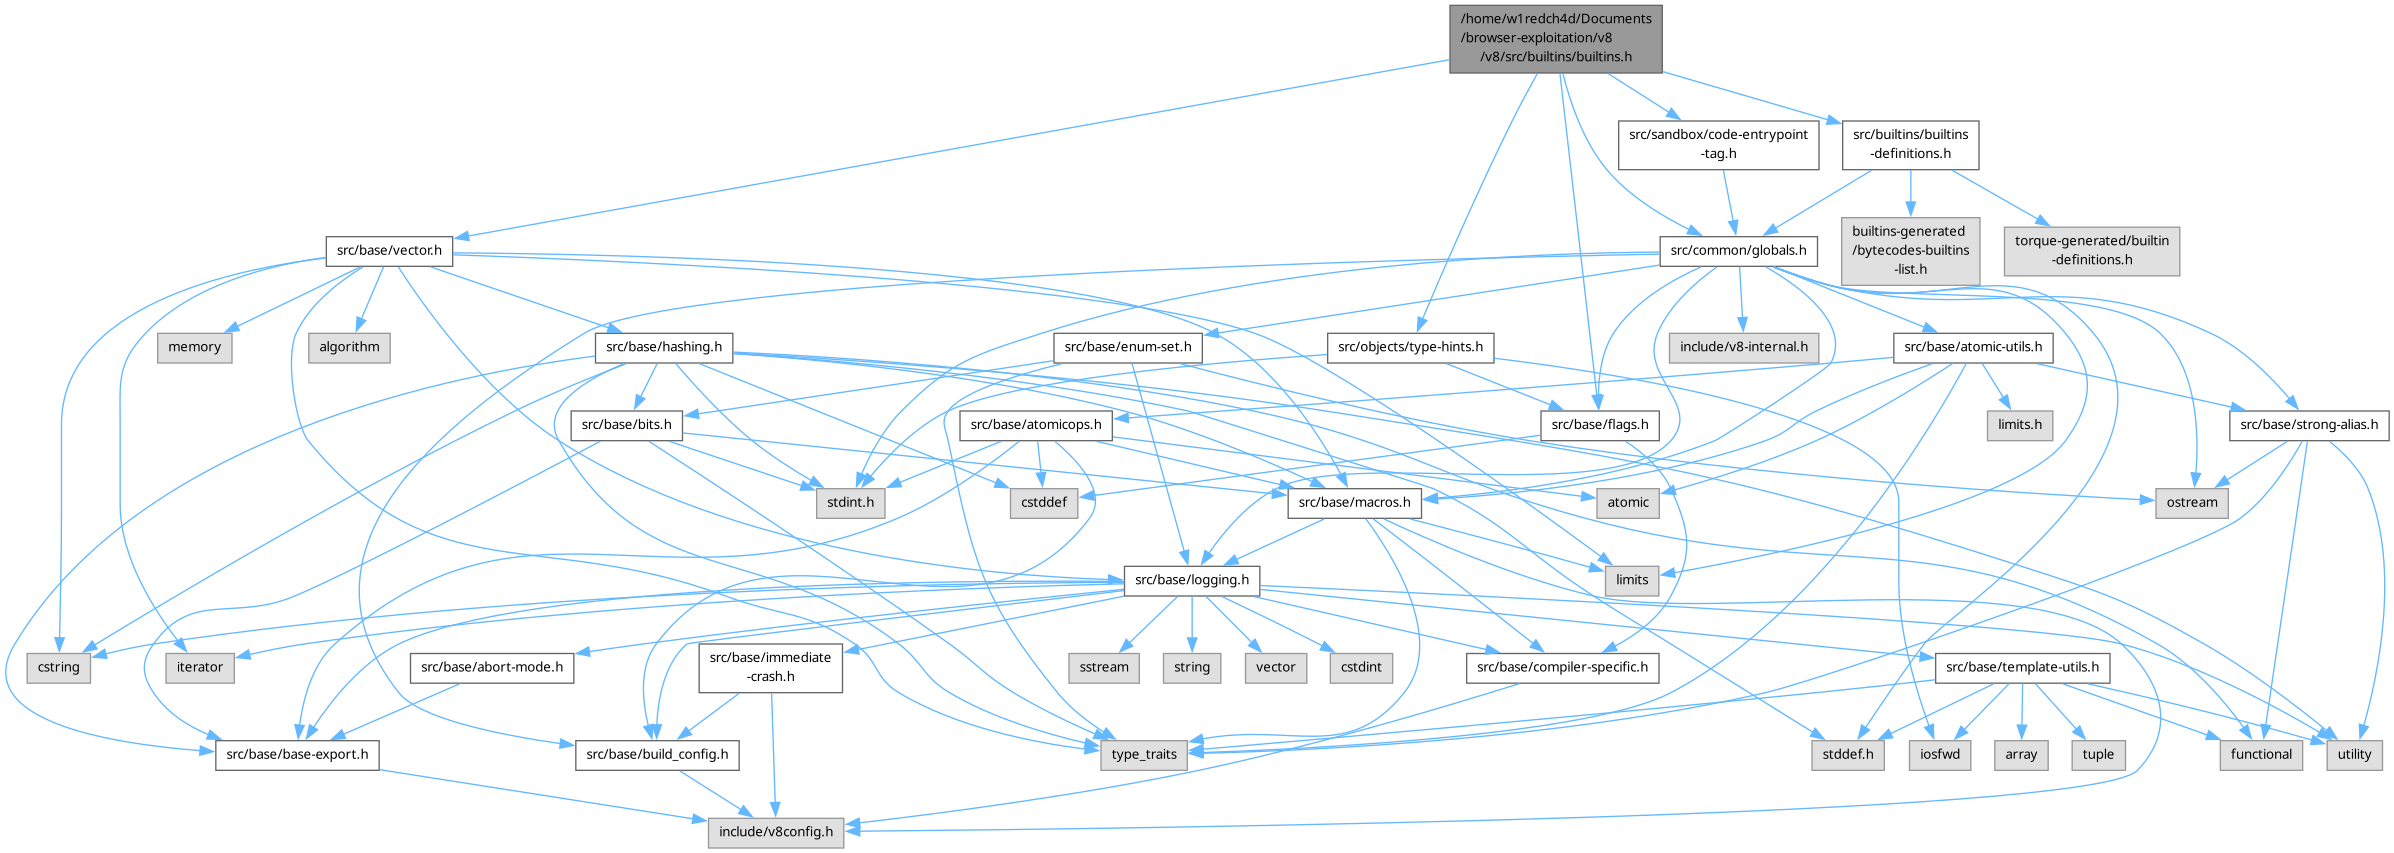 /home/w1redch4d/Documents
/browser-exploitation/v8
/v8/src/builtins/builtins.h
src/sandbox/code-entrypoint
-tag.h
src/builtins/builtins
-definitions.h
src/base/vector.h
src/common/globals.h
builtins-generated
/bytecodes-builtins
-list.h
torque-generated/builtin
-definitions.h
memory
algorithm
src/base/hashing.h
src/base/enum-set.h
src/objects/type-hints.h
include/v8-internal.h
src/base/atomic-utils.h
src/base/bits.h
src/base/atomicops.h
src/base/flags.h
limits.h
src/base/strong-alias.h
stdint.h
cstddef
src/base/macros.h
atomic
ostream
src/base/logging.h
limits
cstring
iterator
src/base/abort-mode.h
src/base/immediate
-crash.h
sstream
string
vector
cstdint
src/base/compiler-specific.h
src/base/template-utils.h
src/base/base-export.h
src/base/build_config.h
type_traits
stddef.h
iosfwd
array
tuple
functional
utility
include/v8config.h